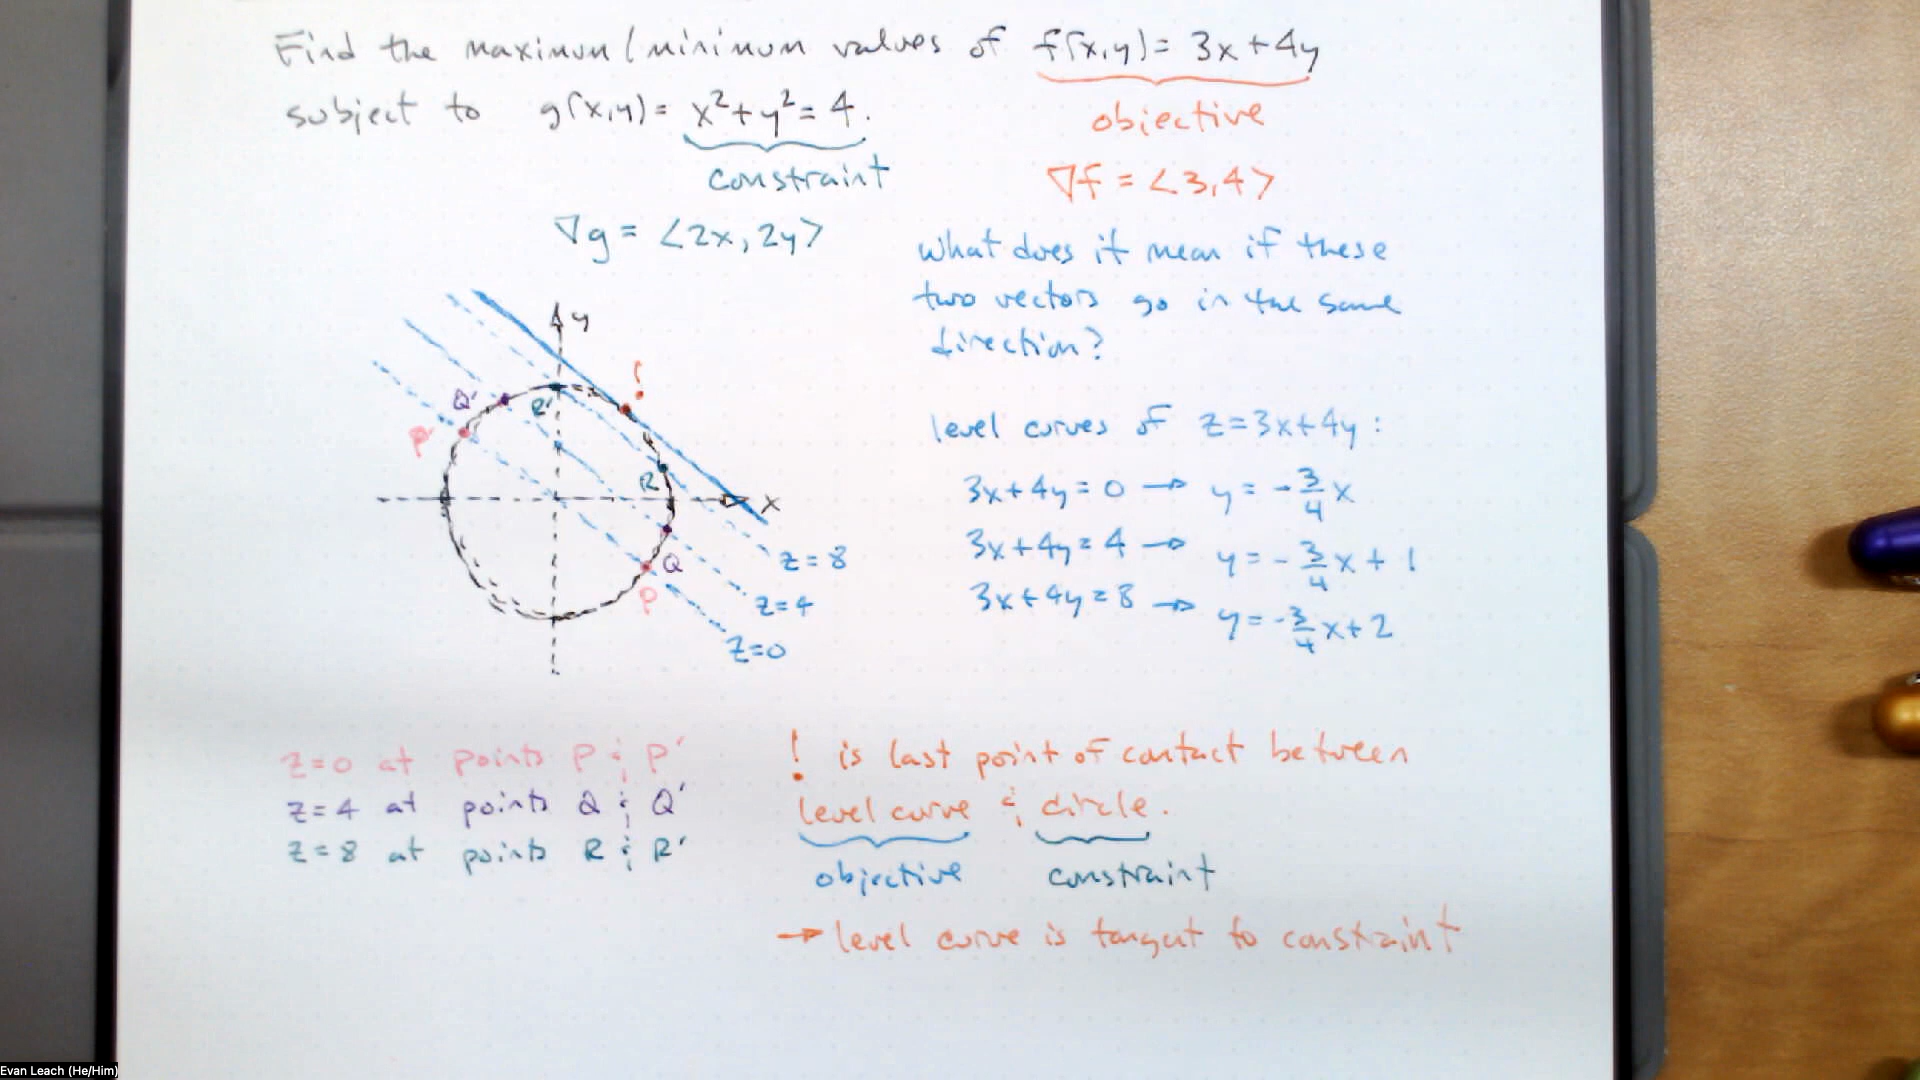 Find the maximum/minimum values of f(x,y) = 3x+4y
subject to g(x,y) = x²+y² = 4.
objective
constraint
∇f = <3,4>
∇g = <2x, 2y>
What does it mean if these
two vectors go in the same
direction?
y
!
Q'
R'
P'
R
x
Q
P
z=8
z=4
z=0
level curves of z=3x+4y:
3x+4y=0 → y = -3/4 x
3x+4y=4 → y = -3/4 x + 1
3x+4y=8 → y = -3/4 x + 2
z=0 at points P & P'
z=4 at points Q & Q'
z=8 at points R & R'
! is last point of contact between
level curve & circle.
objective constraint
→ level curve is tangent to constraint
Evan Leach (He/Him)